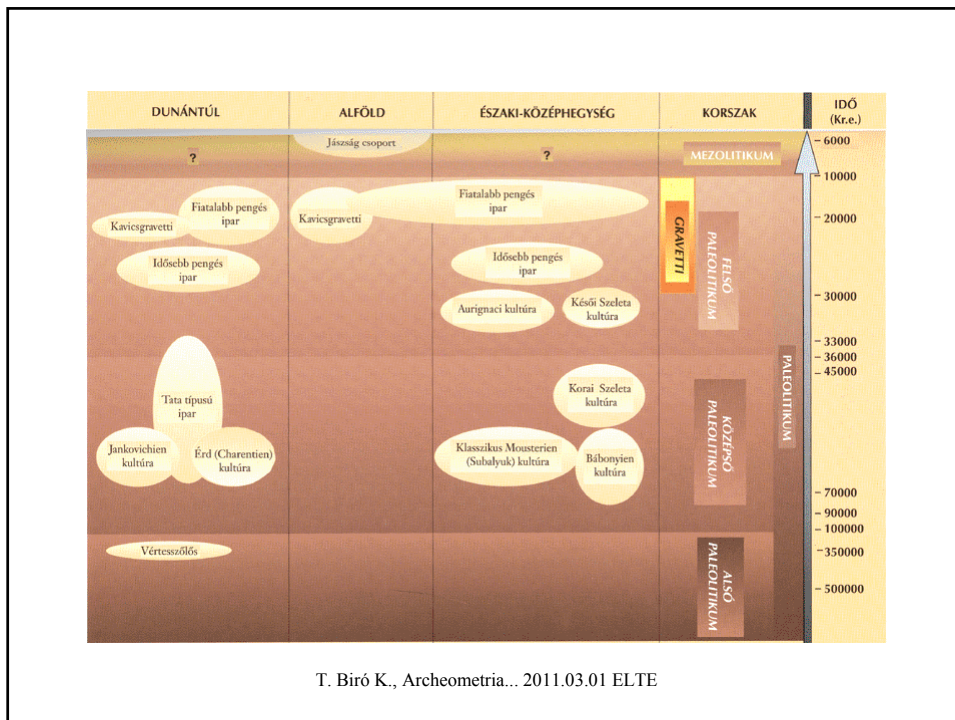 DUNÁNTÚL
ALFÖLD
ÉSZAKI-KÖZÉPHEGYSÉG
KORSZAK
IDŐ
(Kr.e.)
?
Jászság csoport
?
MEZOLITIKUM
6000
10000
Kavicsgravetti
Fiatalabb pengés
ipar
Kavicsgravetti
Fiatalabb pengés
ipar
GRAVETTI
FELSŐ
PALEOLITIKUM
20000
Idősebb pengés
ipar
Idősebb pengés
ipar
Aurignaci kultúra
Késői Szeleta
kultúra
30000
33000
36000
45000
PALEOLITIKUM
Tata típusú
ipar
Korai Szeleta
kultúra
KÖZÉPSŐ
PALEOLITIKUM
Jankovichien
kultúra
Érd (Charentien)
kultúra
Klasszikus Mousterien
(Subalyuk) kultúra
Bábonyien
kultúra
70000
90000
100000
Vértesszőlős
ALSÓ
PALEOLITIKUM
350000
500000
T. Biró K., Archeometria... 2011.03.01 ELTE